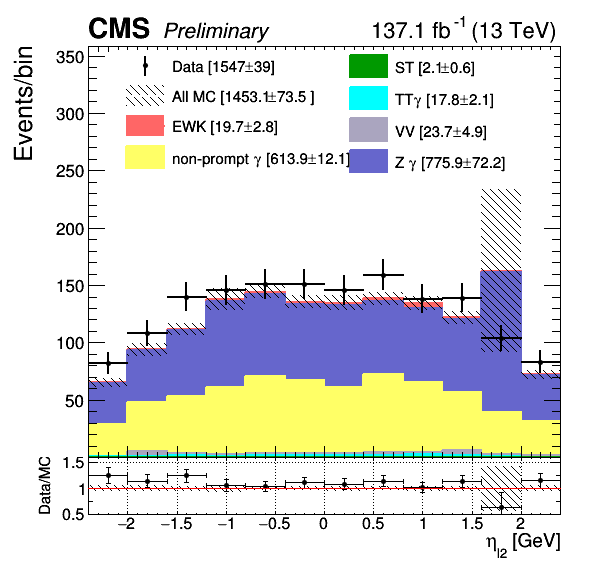 CMS Preliminary 137.1 fb⁻¹ (13 TeV)
Events/bin
350
300
250
200
150
100
50
Data [1547±39]
All MC [1453.1±73.5 ]
EWK [19.7±2.8]
non-prompt γ [613.9±12.1]
ST [2.1±0.6]
TTγ [17.8±2.1]
VV [23.7±4.9]
Z γ [775.9±72.2]
Data/MC
1.5
1
0.5
−2 −1.5 −1 −0.5 0 0.5 1 1.5 2
η_l2 [GeV]